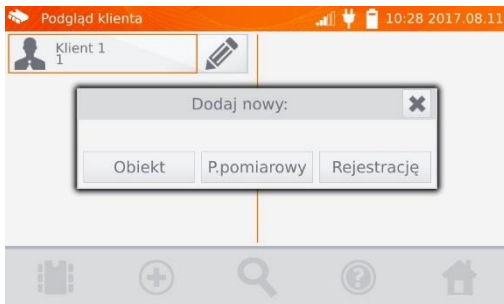 Podgląd klienta 10:28 2017.08.11
Klient 1
1
Dodaj nowy:
Obiekt P.pomiarowy Rejestrację